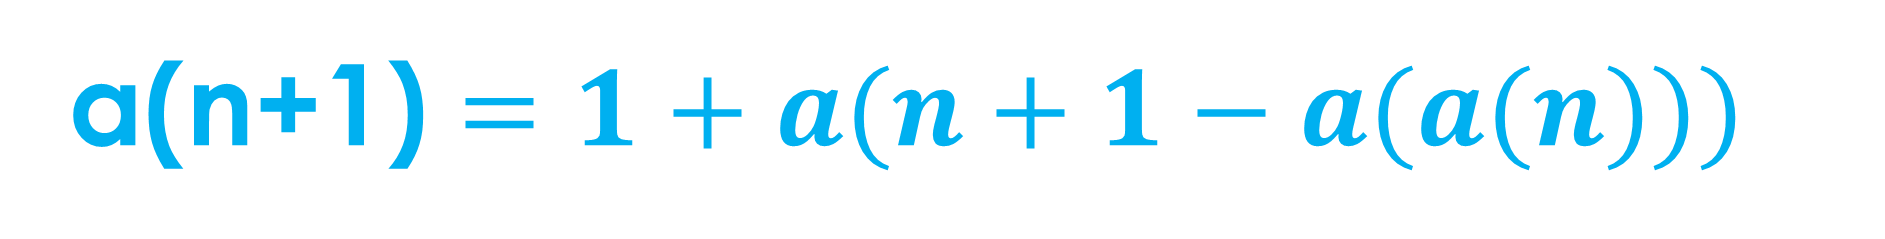 a(n+1) = 1 + a(n + 1 − a(a(n)))